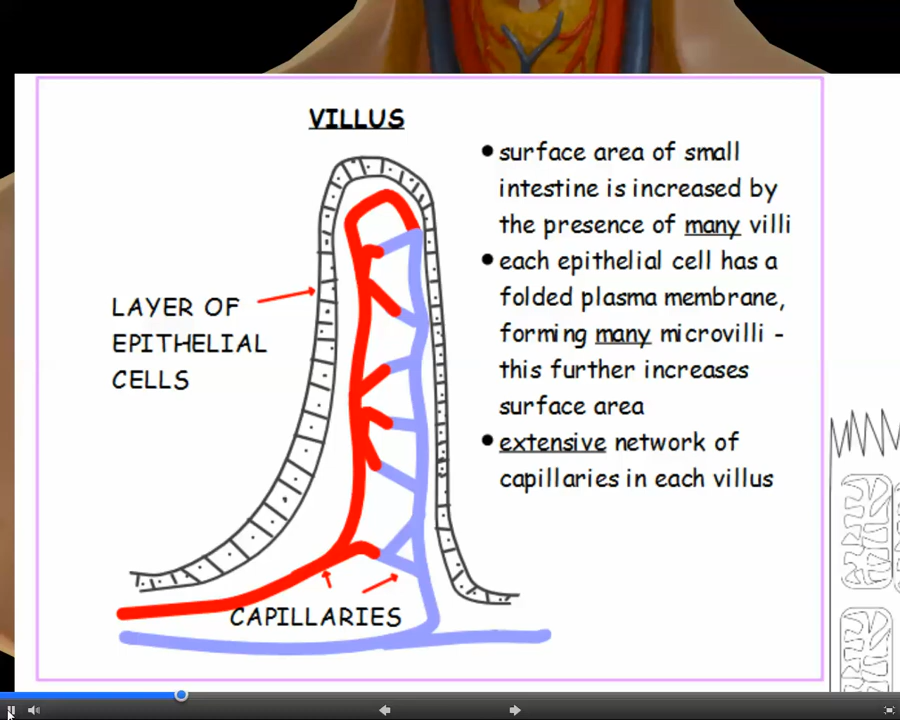 VILLUS
• surface area of small
intestine is increased by
the presence of many villi
• each epithelial cell has a
folded plasma membrane,
forming many microvilli -
this further increases
surface area
• extensive network of
capillaries in each villus
LAYER OF
EPITHELIAL
CELLS
CAPILLARIES